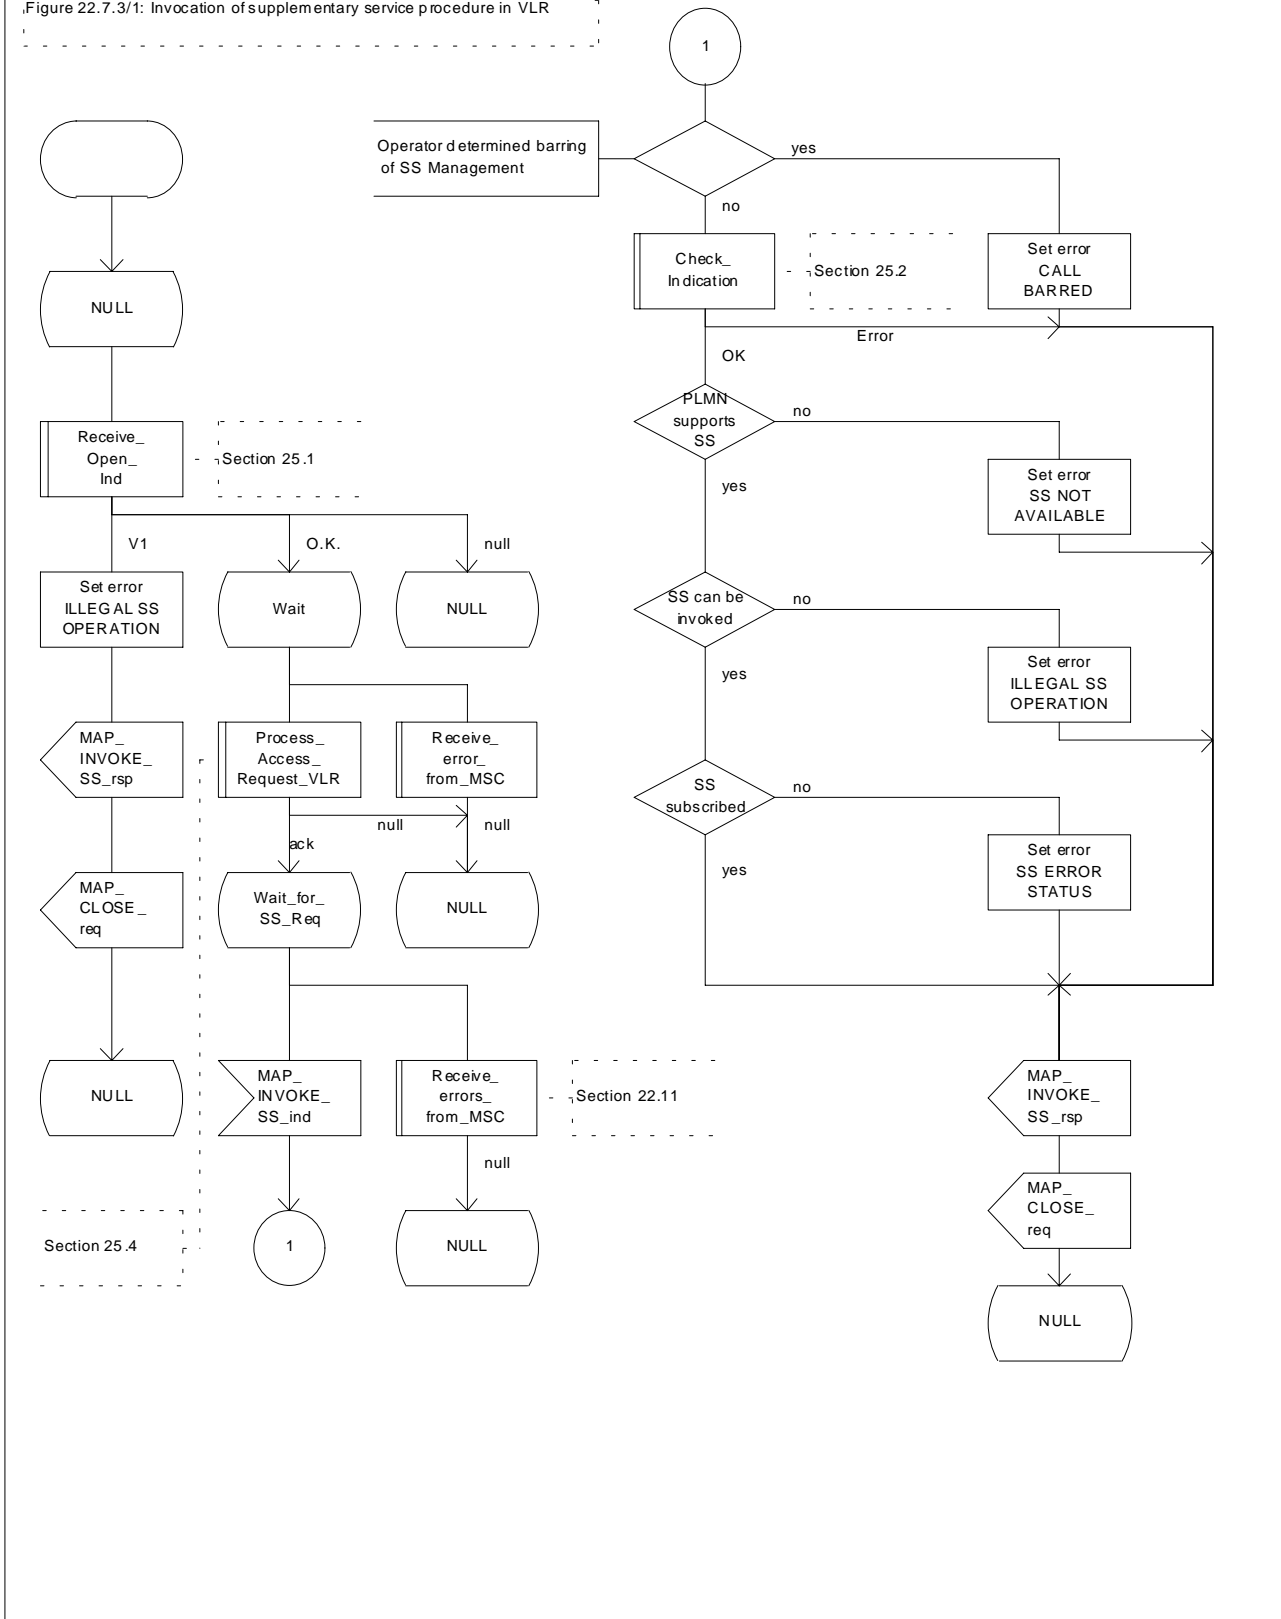 Figure 22.7.3/1: Invocation of supplementary service procedure in VLR
NULL
Receive_
Open_
Ind
Section 25.1
V1
O.K.
null
Set error
ILLEGAL SS
OPERATION
Wait
NULL
MAP_
INVOKE_
SS_rsp
Process_
Access_
Request_VLR
Receive_
error_
from_MSC
null
null
ack
MAP_
CLOSE_
req
Wait_for_
SS_Req
NULL
NULL
MAP_
INVOKE_
SS_ind
Receive_
errors_
from_MSC
Section 22.11
null
Section 25.4
1
NULL
1
Operator determined barring
of SS Management
yes
no
Check_
Indication
Section 25.2
Set error
CALL
BARRED
Error
OK
PLMN
supports
SS
no
yes
Set error
SS NOT
AVAILABLE
SS can be
invoked
no
yes
Set error
ILLEGAL SS
OPERATION
SS
subscribed
no
yes
Set error
SS ERROR
STATUS
MAP_
INVOKE_
SS_rsp
MAP_
CLOSE_
req
NULL